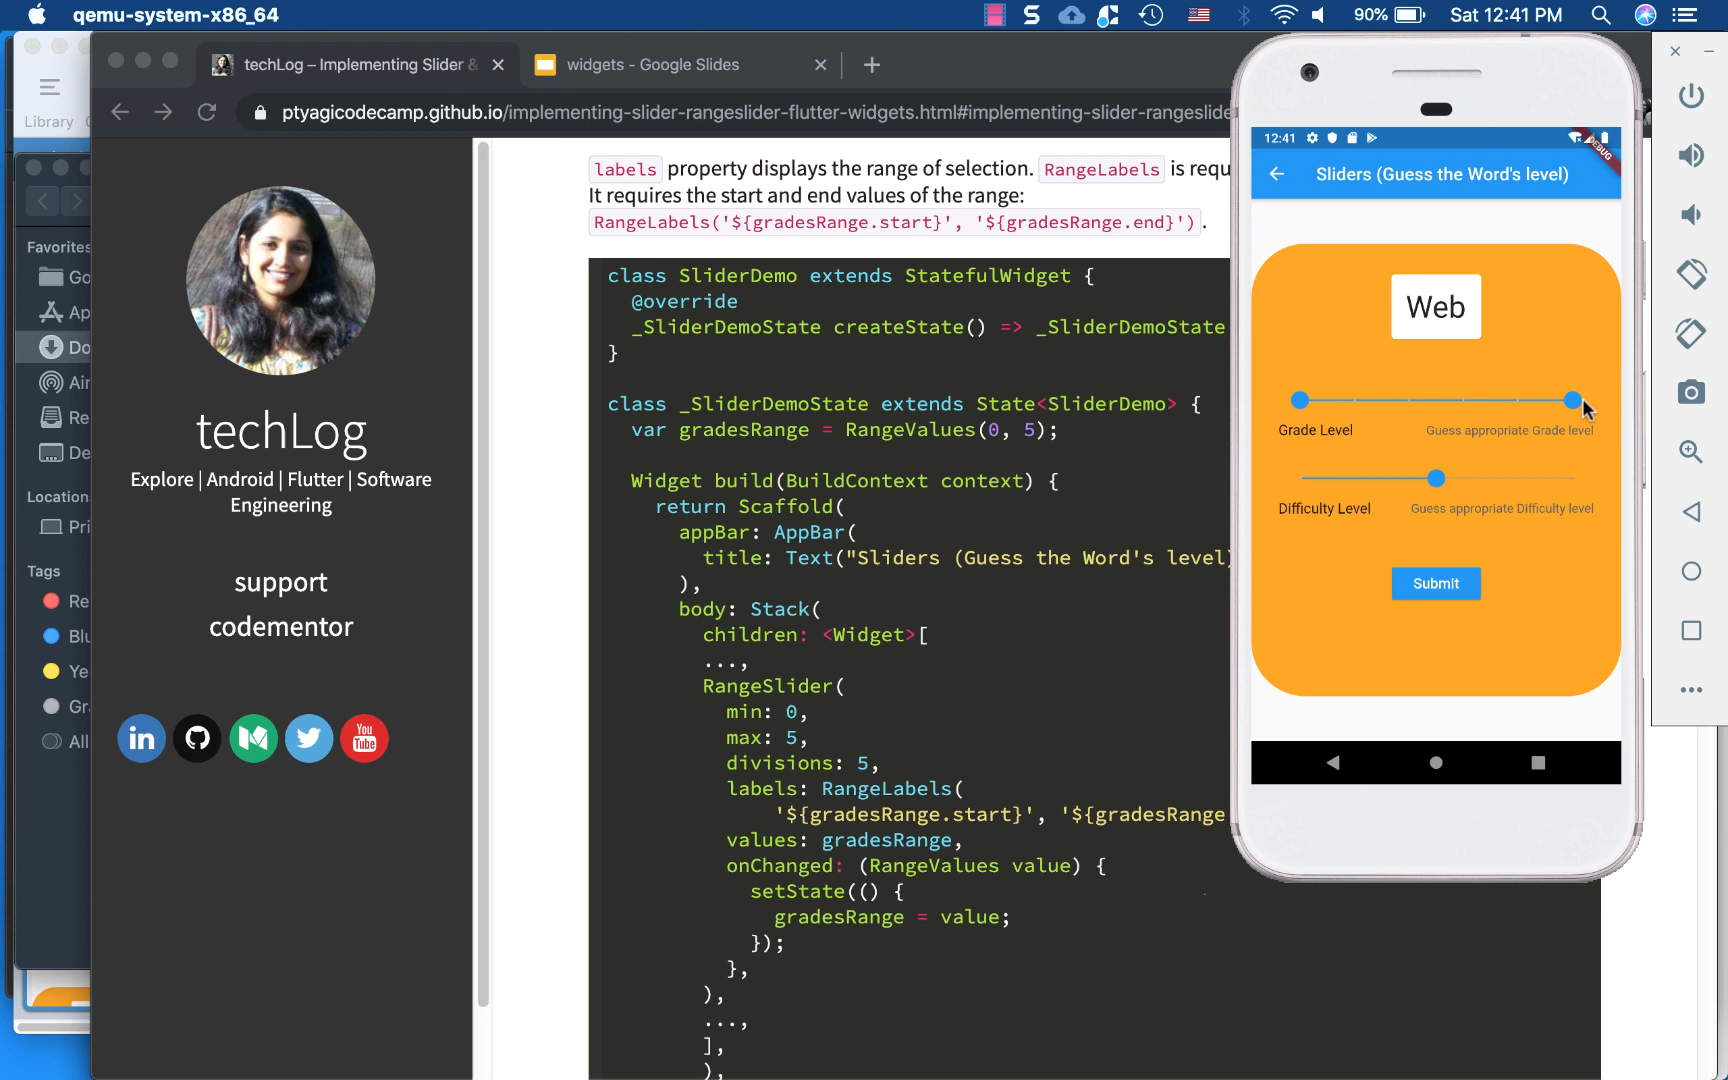 qemu-system-x86_64
90%
Sat 12:41 PM
Library
techLog – Implementing Slider &
widgets - Google Slides
ptyagicodecamp.github.io/implementing-slider-rangeslider-flutter-widgets.html#implementing-slider-rangeslide
Favorites
Go
Ap
Do
Air
Re
De
Location
Pri
Tags
Re
Blu
Ye
Gr
All
techLog
Explore | Android | Flutter | Software
Engineering
support
codementor
in
You
Tube
labels property displays the range of selection. RangeLabels is requ
It requires the start and end values of the range:
RangeLabels('${gradesRange.start}', '${gradesRange.end}').
class SliderDemo extends StatefulWidget {
@override
_SliderDemoState createState() => _SliderDemoState
}
class _SliderDemoState extends State<SliderDemo> {
var gradesRange = RangeValues(0, 5);
Widget build(BuildContext context) {
return Scaffold(
appBar: AppBar(
title: Text("Sliders (Guess the Word's level)
),
body: Stack(
children: <Widget>[
...,
RangeSlider(
min: 0,
max: 5,
divisions: 5,
labels: RangeLabels(
'${gradesRange.start}', '${gradesRange
values: gradesRange,
onChanged: (RangeValues value) {
setState(() {
gradesRange = value;
});
},
),
...,
],
),
12:41
DEBUG
Sliders (Guess the Word's level)
Web
Grade Level
Guess appropriate Grade level
Difficulty Level
Guess appropriate Difficulty level
Submit